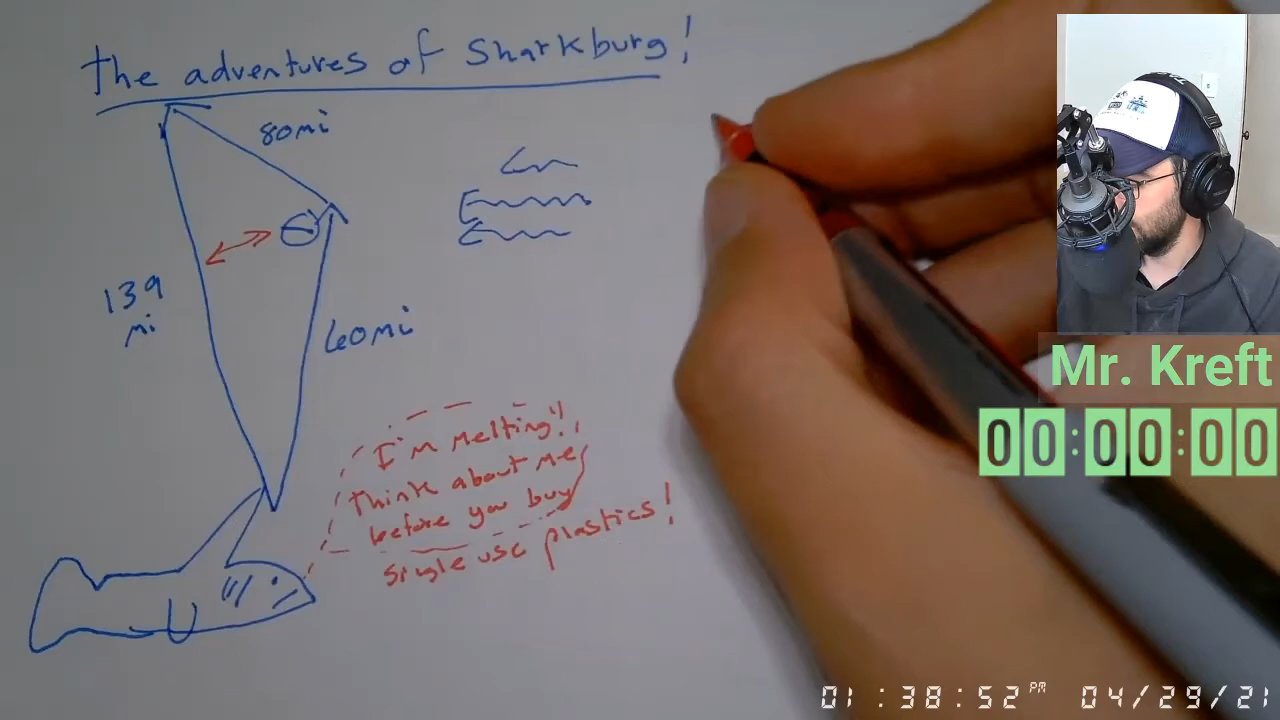 The adventures of Sharkburg!
80mi
θ
139
mi
60mi
I'm melting!!
Think about me
before you buy
single use plastics!
Mr. Kreft
00:00:00
01:38:52 PM 04/29/21